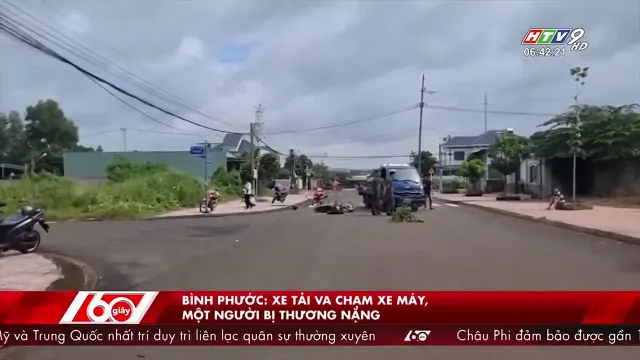 HTV9 HD
06:42:21
60 giây
BÌNH PHƯỚC: XE TẢI VA CHẠM XE MÁY,
MỘT NGƯỜI BỊ THƯƠNG NẶNG
Mỹ và Trung Quốc nhất trí duy trì liên lạc quân sự thường xuyên 60 Châu Phi đảm bảo được gần